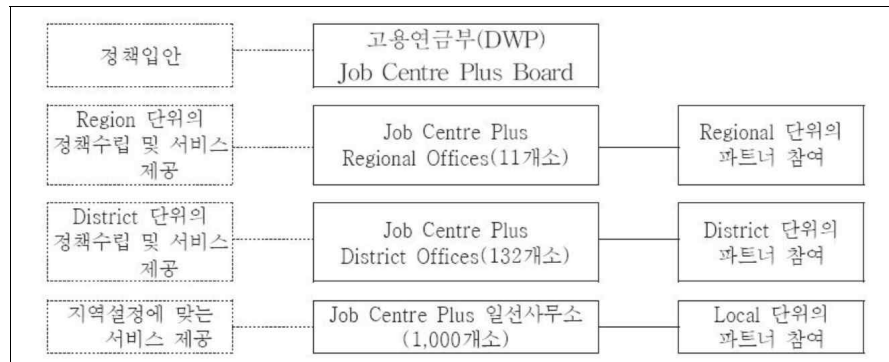 정책입안
고용연금부(DWP)
Job Centre Plus Board
Region 단위의
정책수립 및 서비스
제공
Job Centre Plus
Regional Offices(11개소)
Regional 단위의
파트너 참여
District 단위의
정책수립 및 서비스
제공
Job Centre Plus
District Offices(132개소)
District 단위의
파트너 참여
지역설정에 맞는
서비스 제공
Job Centre Plus 일선사무소
(1,000개소)
Local 단위의
파트너 참여